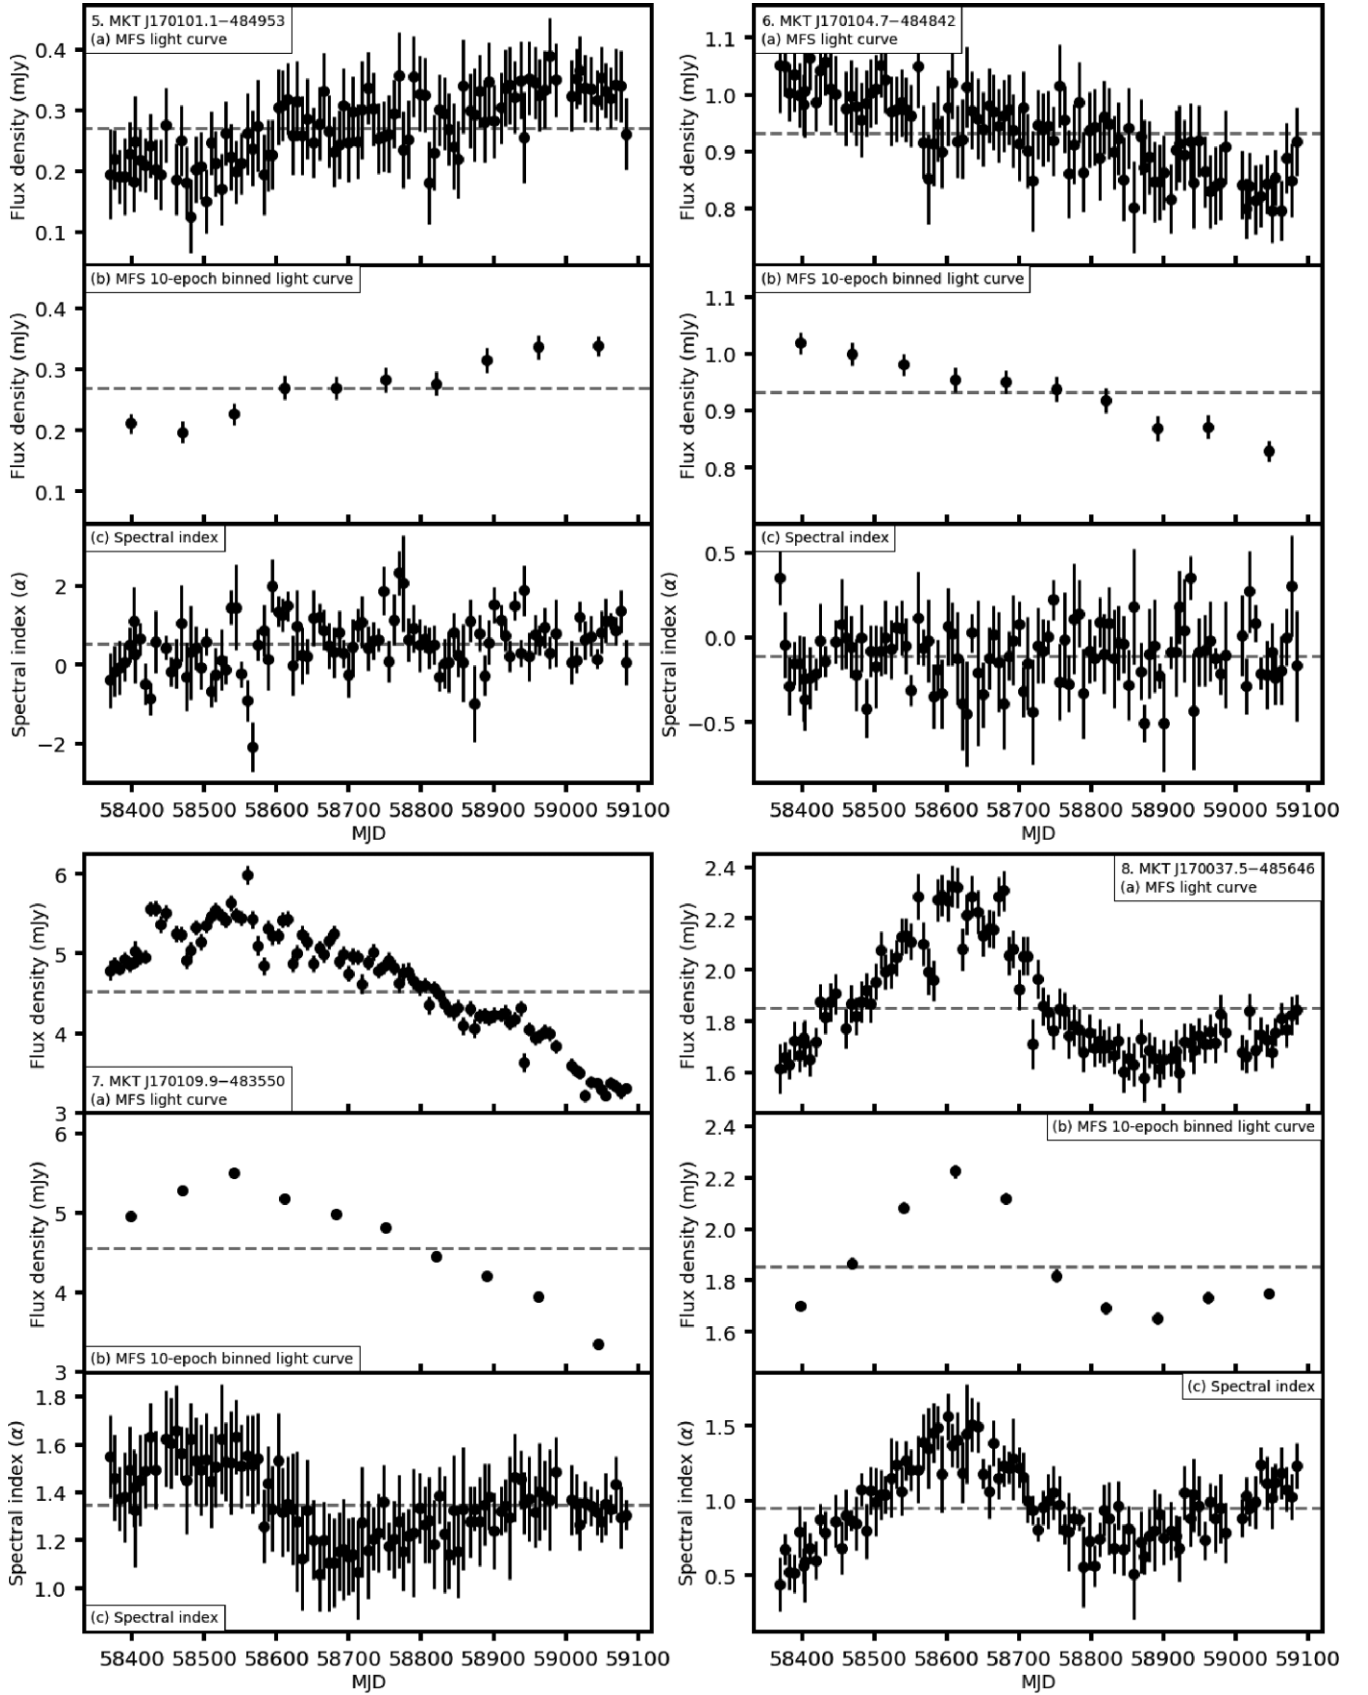 5. MKT J170101.1−484953
(a) MFS light curve
Flux density (mJy)
0.4
0.3
0.2
0.1
(b) MFS 10-epoch binned light curve
Flux density (mJy)
0.4
0.3
0.2
0.1
(c) Spectral index
Spectral index (α)
2
0
−2
58400 58500 58600 58700 58800 58900 59000 59100
MJD
6. MKT J170104.7−484842
(a) MFS light curve
Flux density (mJy)
1.1
1.0
0.9
0.8
(b) MFS 10-epoch binned light curve
Flux density (mJy)
1.1
1.0
0.9
0.8
(c) Spectral index
Spectral index (α)
0.5
0.0
−0.5
58400 58500 58600 58700 58800 58900 59000 59100
MJD
Flux density (mJy)
6
5
4
3
7. MKT J170109.9−483550
(a) MFS light curve
Flux density (mJy)
6
5
4
3
(b) MFS 10-epoch binned light curve
Spectral index (α)
1.8
1.6
1.4
1.2
1.0
(c) Spectral index
58400 58500 58600 58700 58800 58900 59000 59100
MJD
8. MKT J170037.5−485646
(a) MFS light curve
Flux density (mJy)
2.4
2.2
2.0
1.8
1.6
(b) MFS 10-epoch binned light curve
Flux density (mJy)
2.4
2.2
2.0
1.8
1.6
(c) Spectral index
Spectral index (α)
1.5
1.0
0.5
58400 58500 58600 58700 58800 58900 59000 59100
MJD